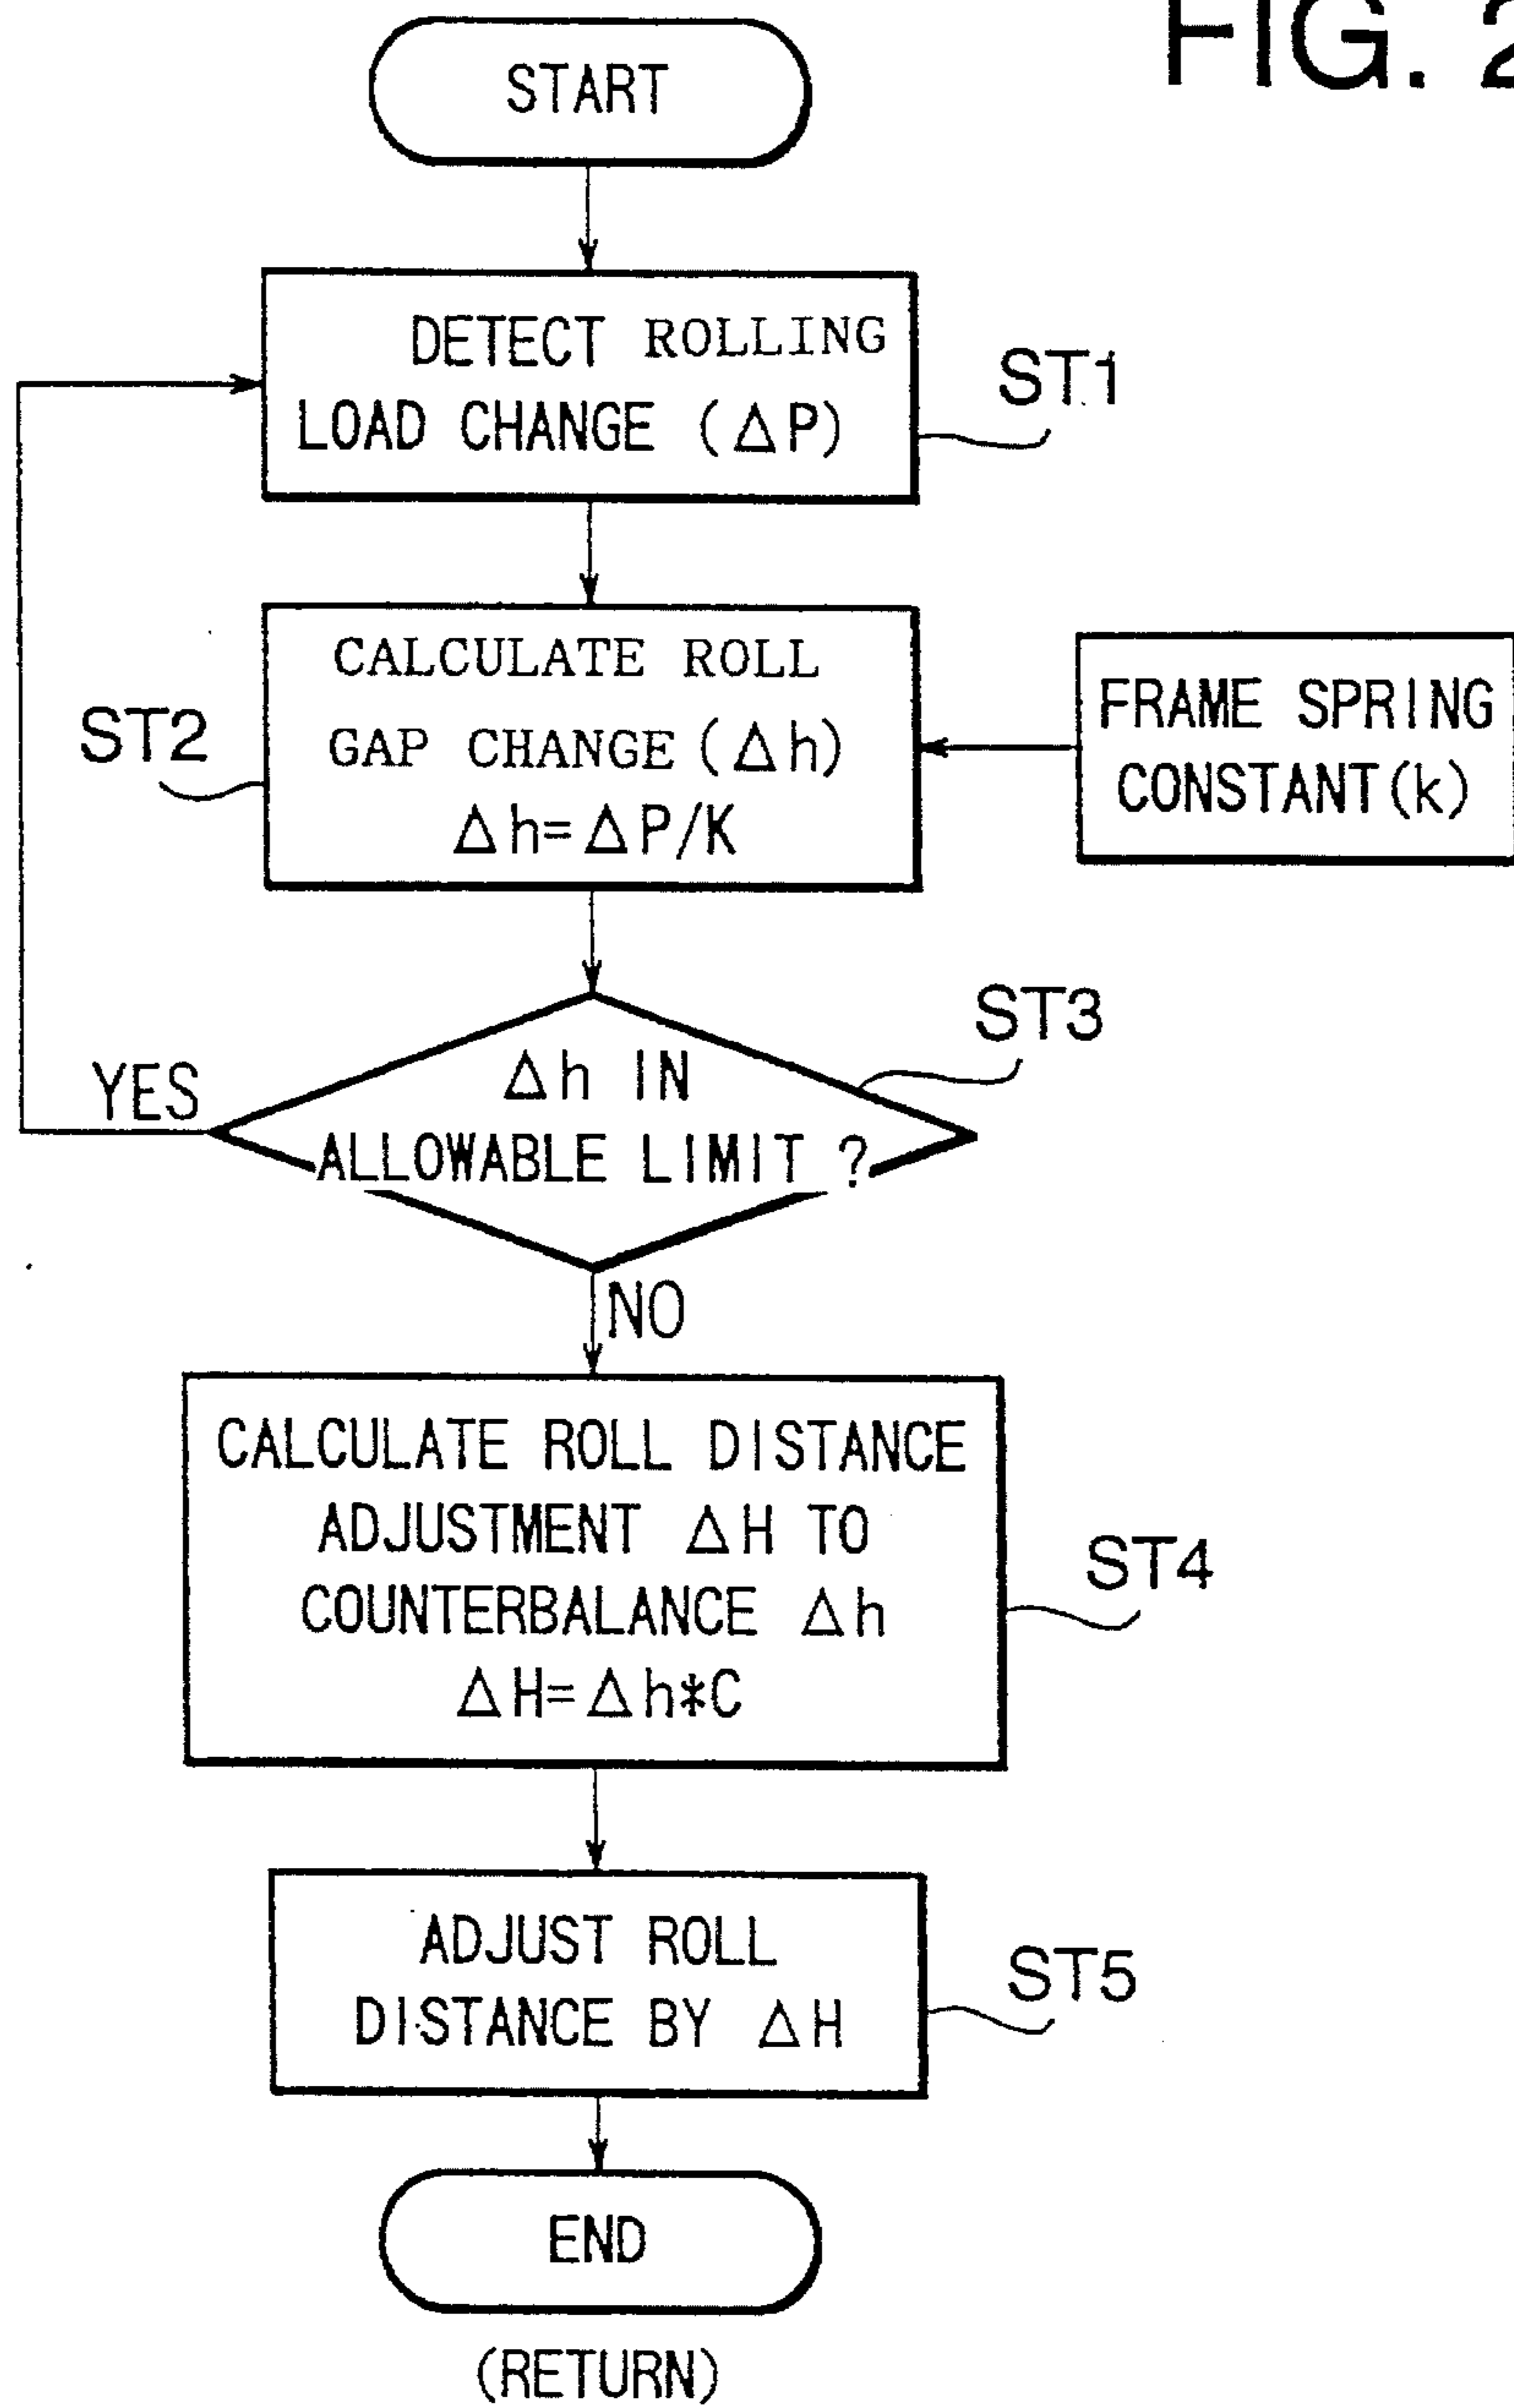 FIG. 2
START
DETECT ROLLING
LOAD CHANGE (ΔP)
ST1
CALCULATE ROLL
GAP CHANGE (Δh)
Δh=ΔP/K
ST2
FRAME SPRING
CONSTANT(k)
Δh IN
ALLOWABLE LIMIT ?
ST3
YES
NO
CALCULATE ROLL DISTANCE
ADJUSTMENT ΔH TO
COUNTERBALANCE Δh
ΔH=Δh*C
ST4
ADJUST ROLL
DISTANCE BY ΔH
ST5
END
(RETURN)